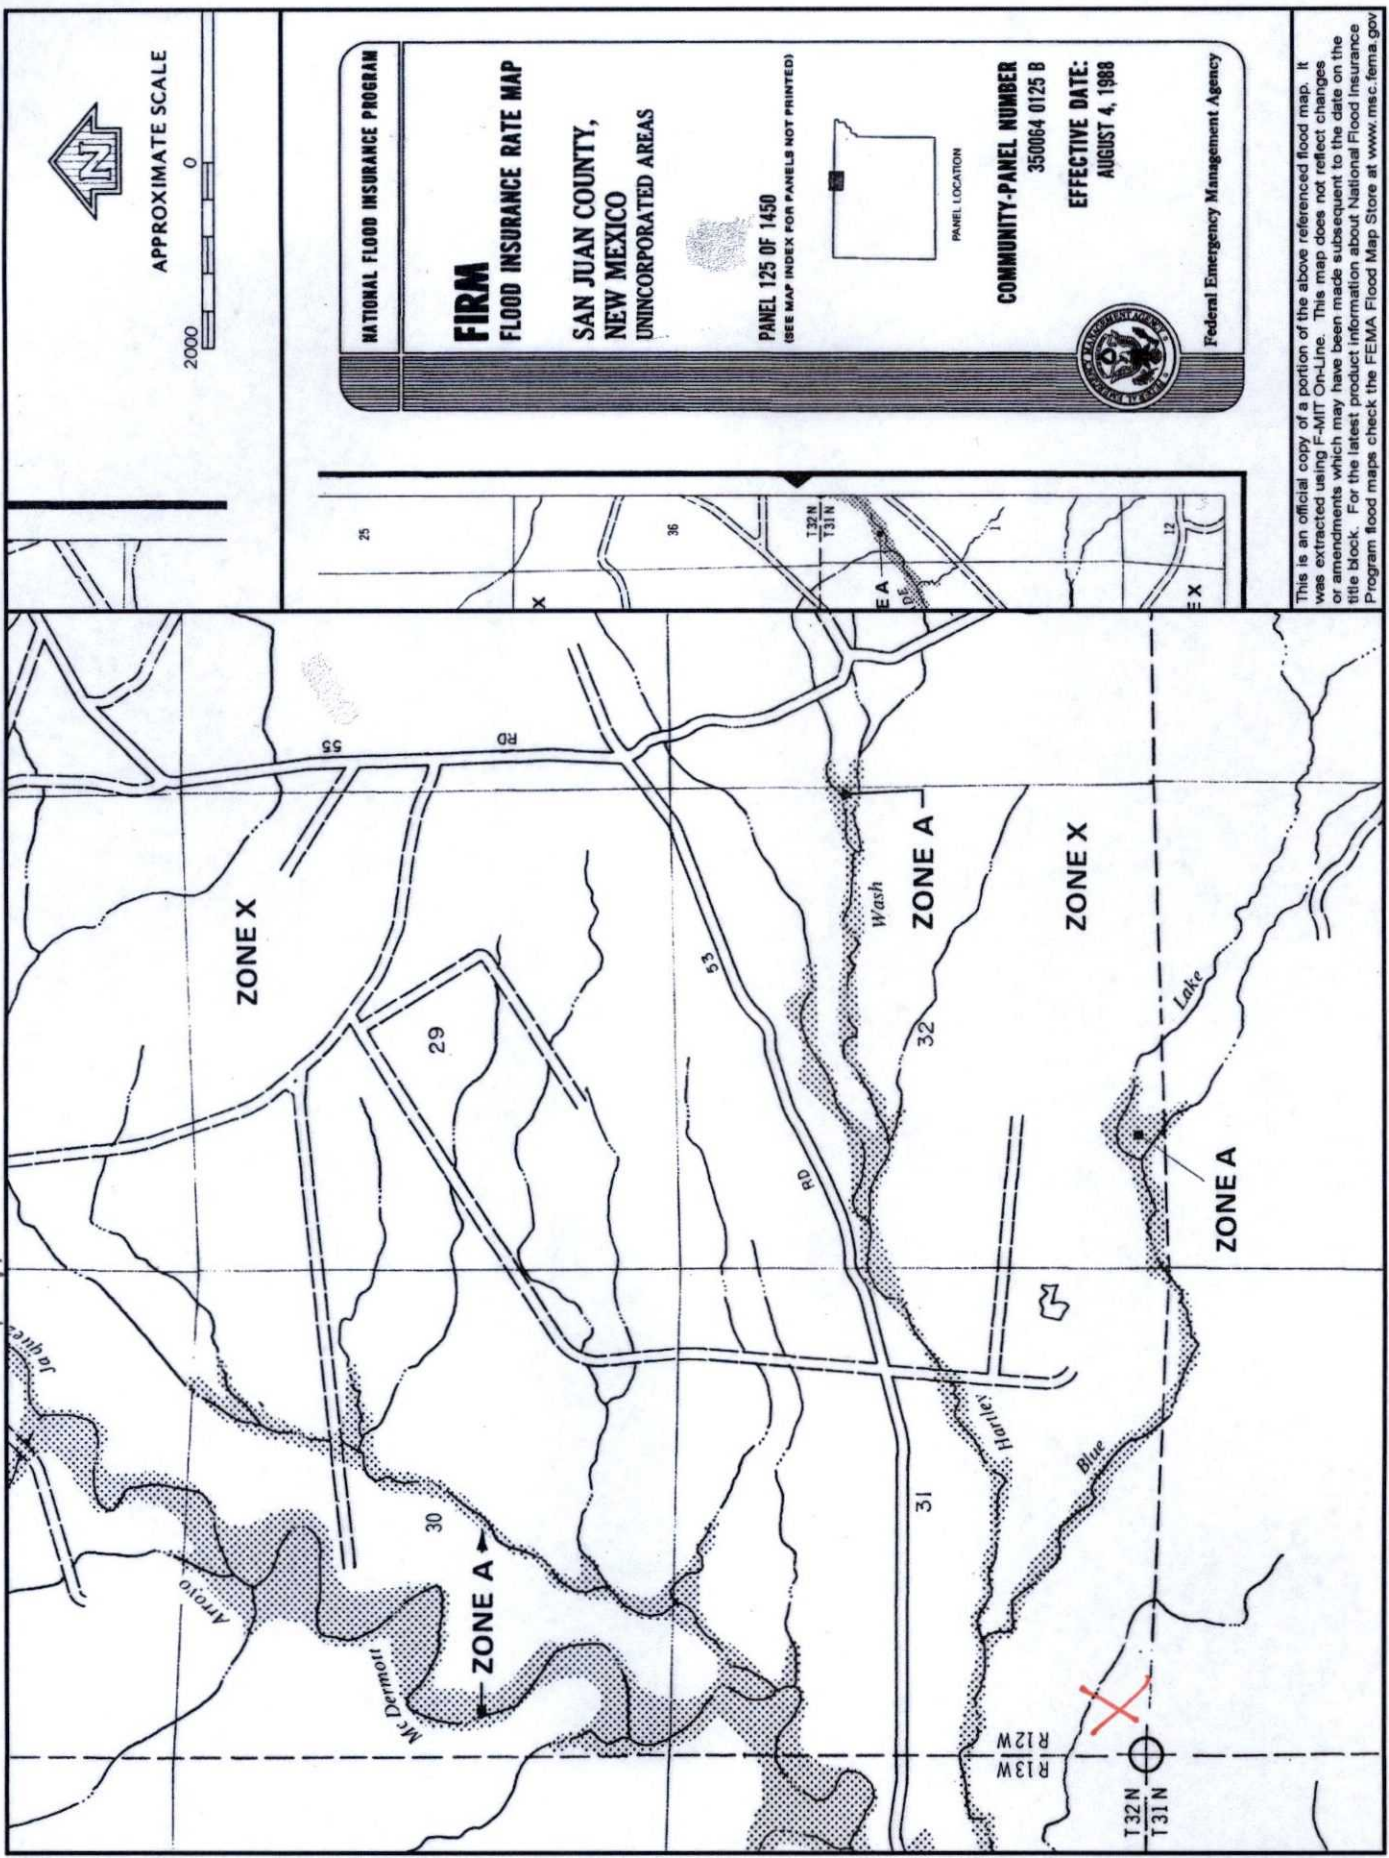 APPROXIMATE SCALE
2000 0
N
NATIONAL FLOOD INSURANCE PROGRAM
FIRM
FLOOD INSURANCE RATE MAP
SAN JUAN COUNTY,
NEW MEXICO
UNINCORPORATED AREAS
PANEL 125 OF 1450
(SEE MAP INDEX FOR PANELS NOT PRINTED)
PANEL LOCATION
COMMUNITY-PANEL NUMBER
350064 0125 B
EFFECTIVE DATE:
AUGUST 4, 1988
Federal Emergency Management Agency
This is an official copy of a portion of the above referenced flood map. It
was extracted using F-MIT On-Line. This map does not reflect changes
or amendments which may have been made subsequent to the date on the
title block. For the latest product information about National Flood Insurance
Program flood maps check the FEMA Flood Map Store at www.msc.fema.gov
25
36
X
T32N
T31N
E A
DE
12
E X
55
RD
ZONE X
29
53
RD
Wash
ZONE A
32
ZONE X
Lake
ZONE A
Jaquez
Arroyo
30
ZONE A
McDermott
Hartley
31
Blue
R12W
R13W
T32N
T31N